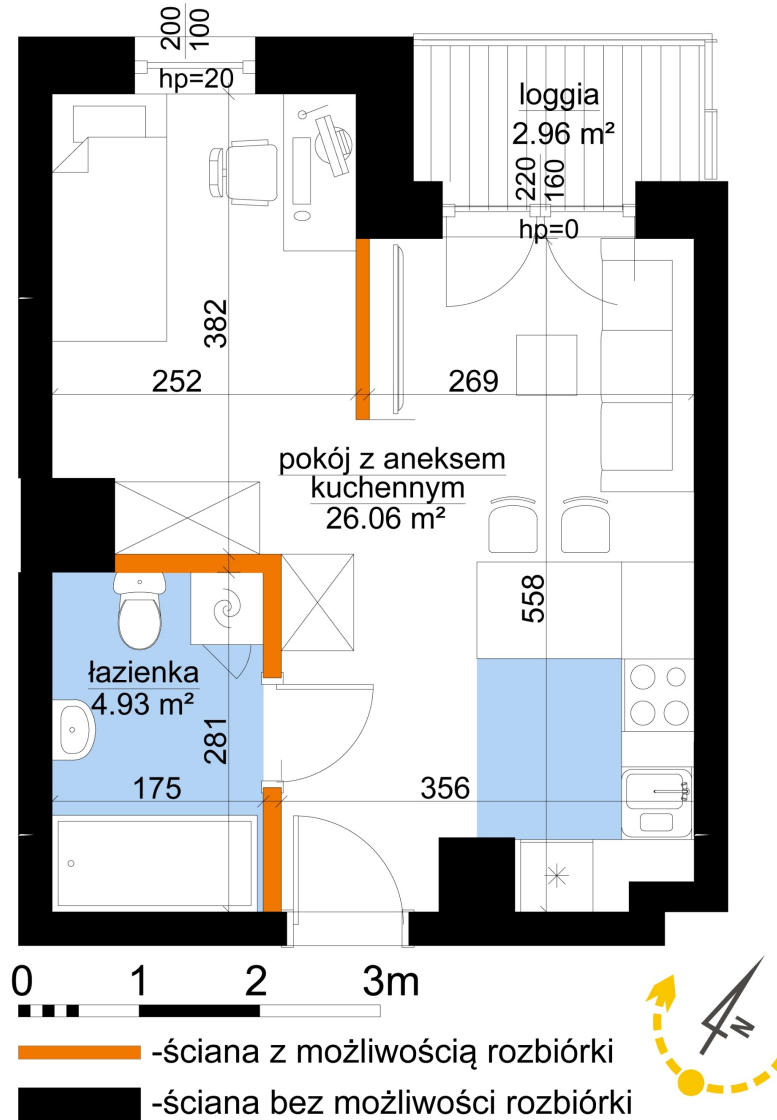 200
100
hp=20
loggia
2.96 m²
220
160
hp=0
382
252
269
pokój z aneksem
kuchennym
26.06 m²
558
łazienka
4.93 m²
281
175
356
0 1 2 3m
N
-ściana z możliwością rozbiórki
-ściana bez możliwości rozbiórki